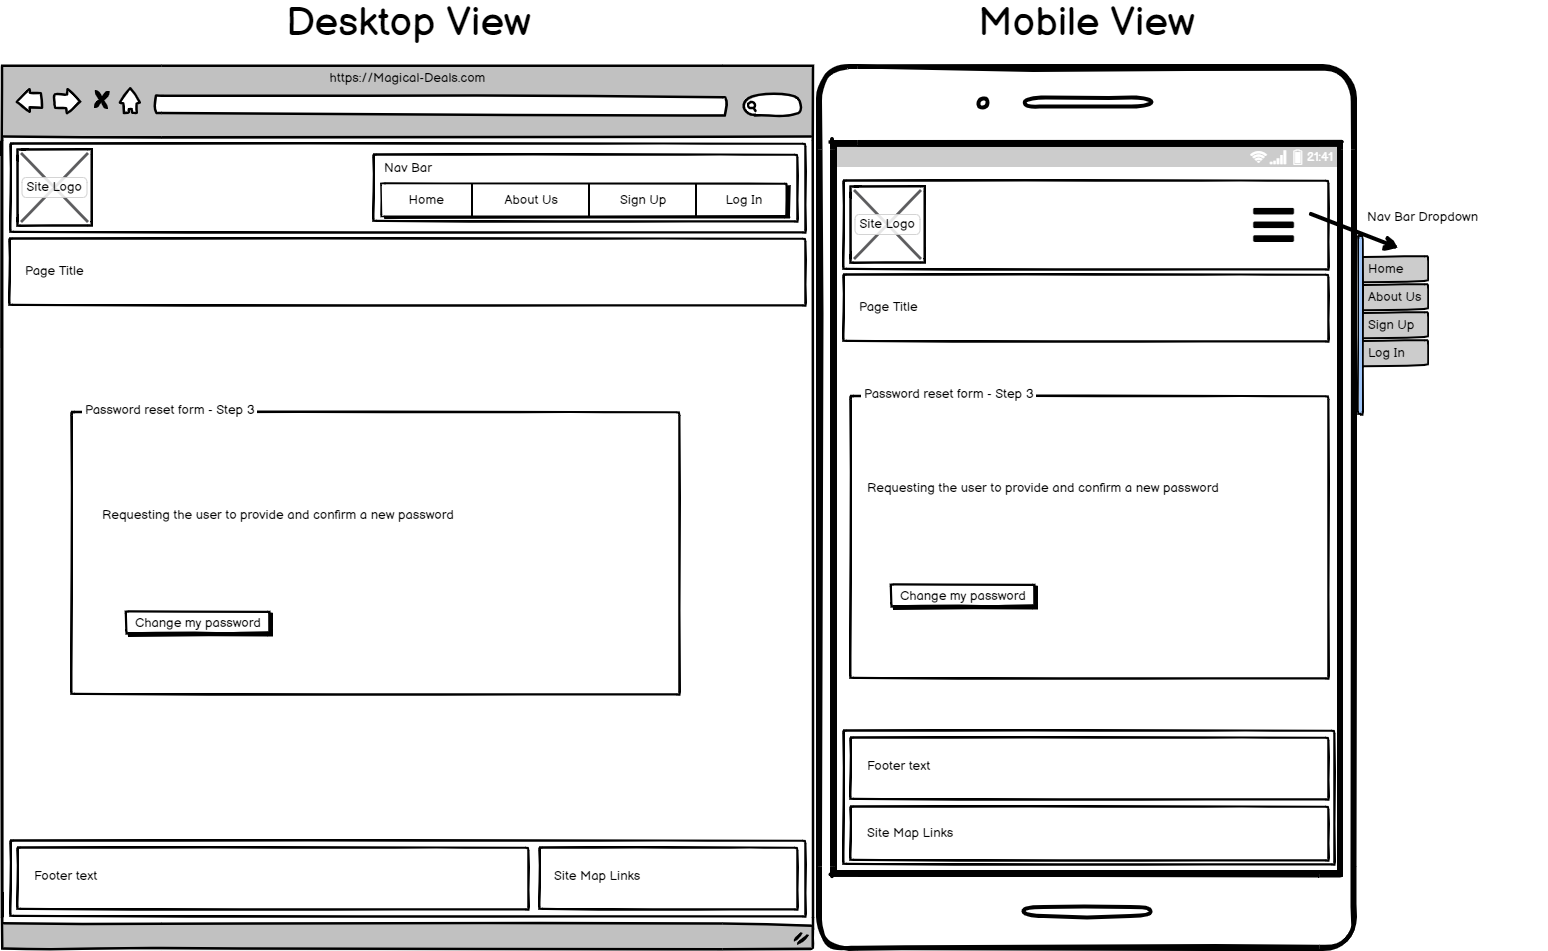 Desktop View
https://Magical-Deals.com
Site Logo
Nav Bar
Home
About Us
Sign Up
Log In
Page Title
Password reset form - Step 3
Requesting the user to provide and confirm a new password
Change my password
Footer text
Site Map Links
Mobile View
21:41
Site Logo
Nav Bar Dropdown
Home
About Us
Sign Up
Log In
Page Title
Password reset form - Step 3
Requesting the user to provide and confirm a new password
Change my password
Footer text
Site Map Links